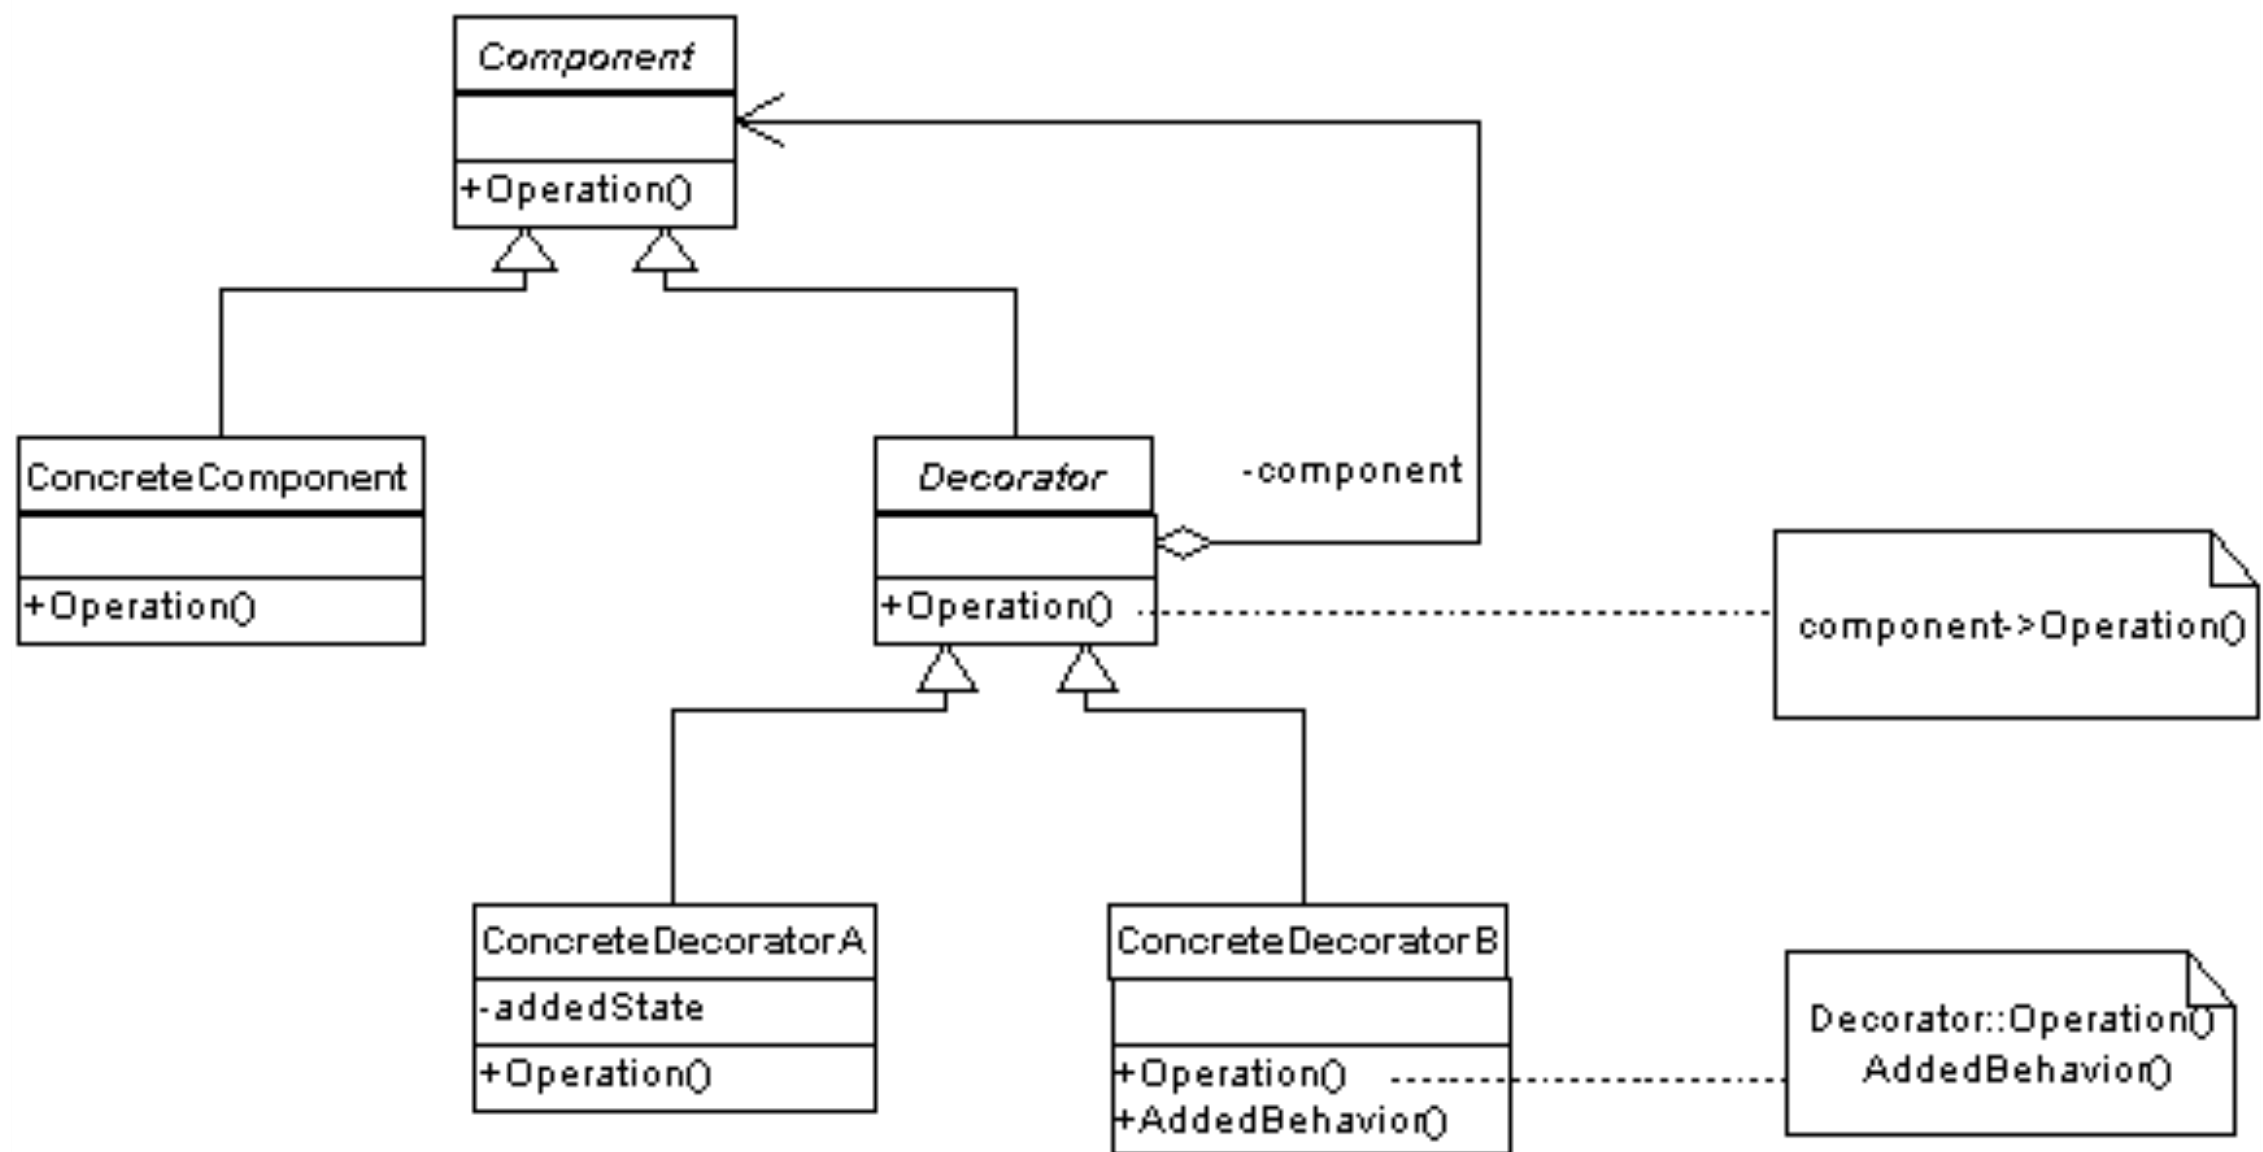 Component
+Operation()
ConcreteComponent
+Operation()
Decorator
+Operation()
-component
component->Operation()
ConcreteDecoratorA
-addedState
+Operation()
ConcreteDecoratorB
+Operation()
+AddedBehavior()
Decorator::Operation()
AddedBehavior()